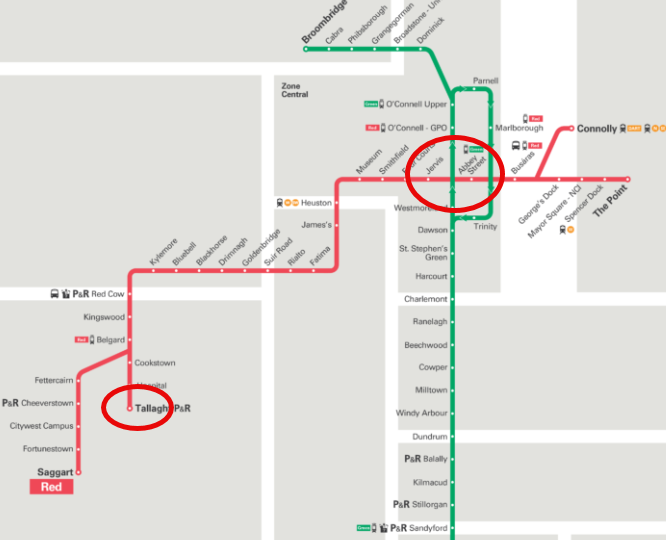 Broombridge
Cabra
Phibsborough
Grangegorman
Broadstone - Uni
Dominick
Zone
Central
Parnell
Green O'Connell Upper
Red O'Connell - GPO
Marlborough
Red
Green
Red
Connolly DART
Museum
Smithfield
Four Courts
Jervis
Abbey
Street
Busáras
George's Dock
Mayor Square - NCI
Spencer Dock
The Point
Heuston
Westmoreland
Trinity
James's
Dawson
St. Stephen's
Green
Harcourt
Charlemont
Ranelagh
Beechwood
Cowper
Milltown
Windy Arbour
Dundrum
P&R Balally
Kilmacud
P&R Stillorgan
Green P&R Sandyford
Kylemore
Bluebell
Blackhorse
Drimnagh
Goldenbridge
Suir Road
Rialto
Fatima
P&R Red Cow
Kingswood
Red Belgard
Cookstown
Hospital
Tallaght P&R
Fettercairn
P&R Cheeverstown
Citywest Campus
Fortunestown
Saggart
Red